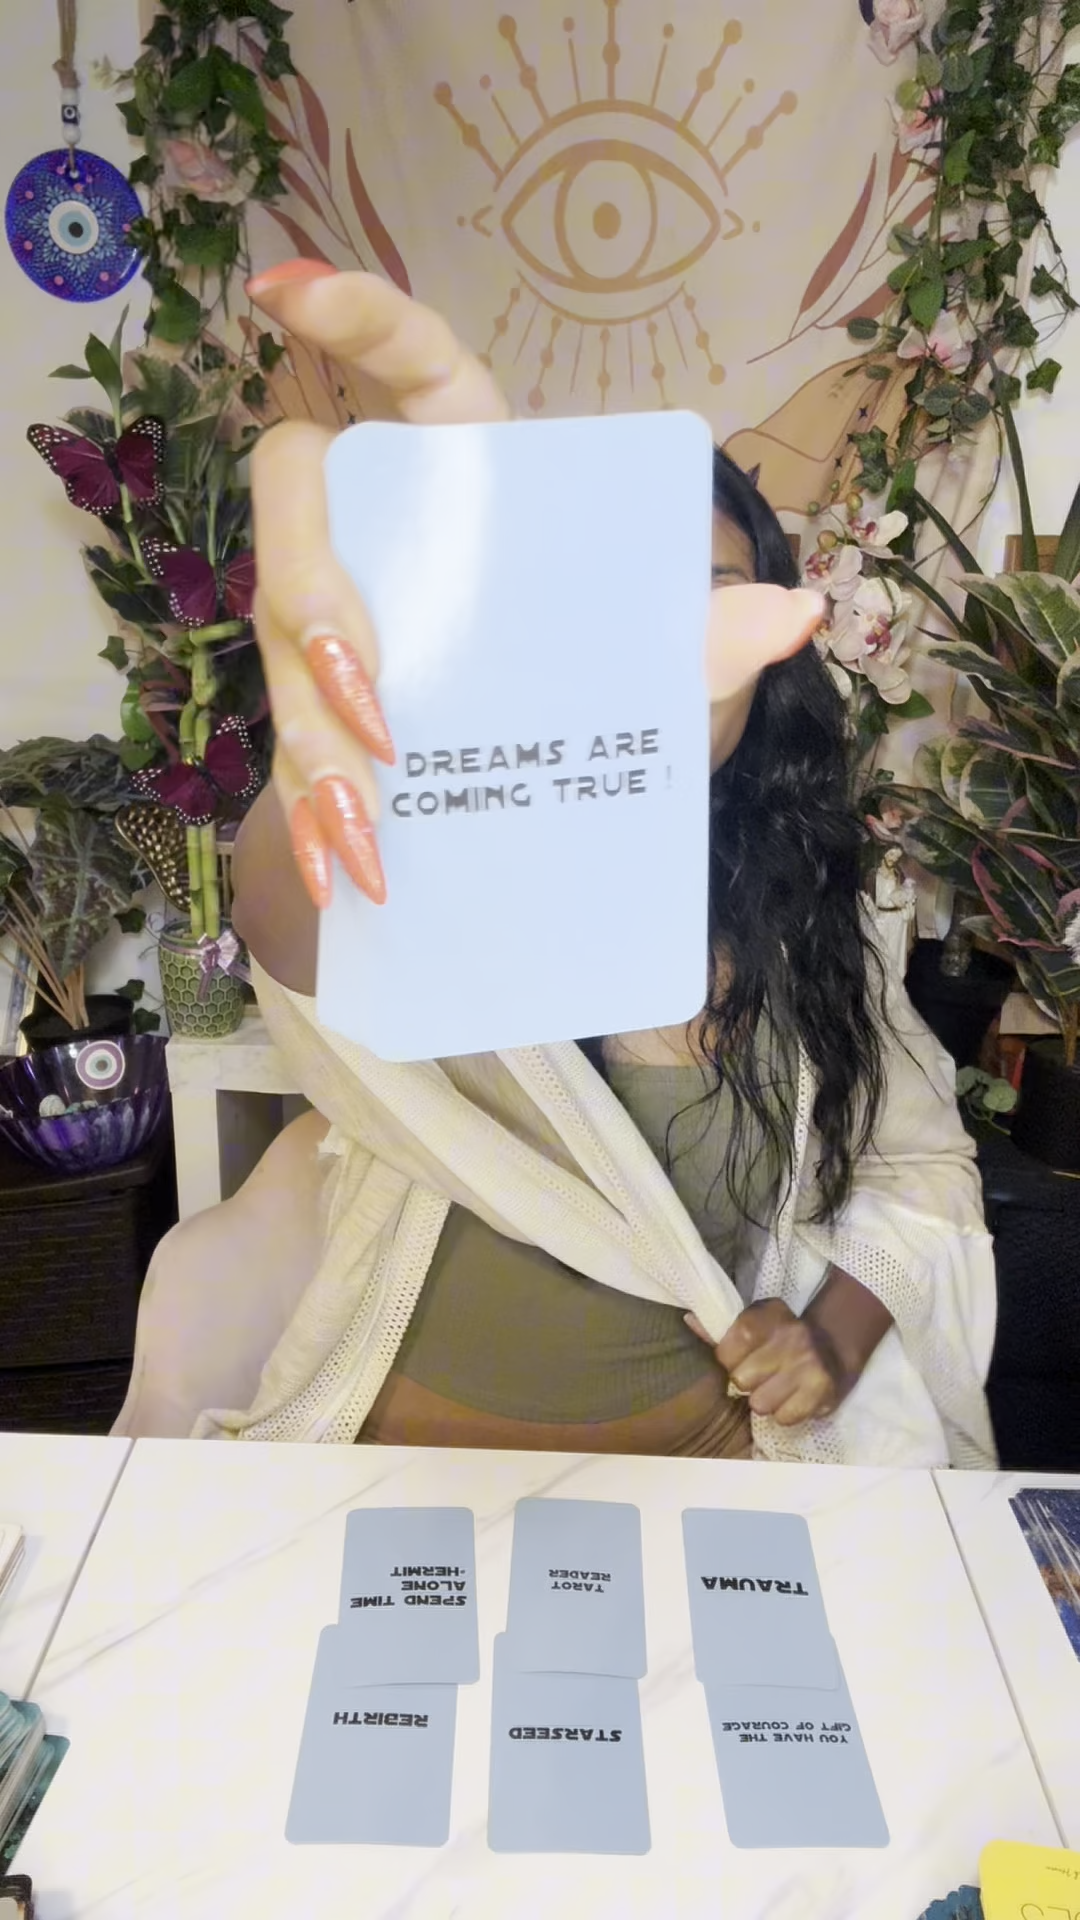 DREAMS ARE
COMING TRUE !
SPEND TIME
ALONE
-HERMIT
TAROT
READER
TRAUMA
REBIRTH
STARSEED
YOU HAVE THE
GIFT OF COURAGE